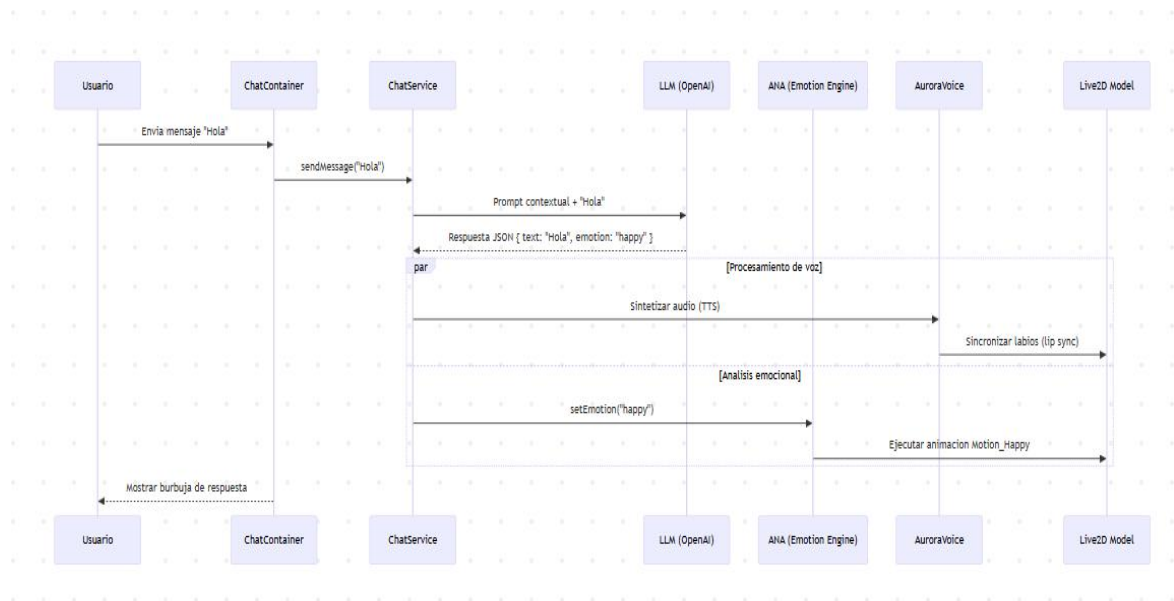 Usuario
ChatContainer
ChatService
LLM (OpenAI)
ANA (Emotion Engine)
AuroraVoice
Live2D Model
Envia mensaje "Hola"
sendMessage("Hola")
Prompt contextual + "Hola"
Respuesta JSON { text: "Hola", emotion: "happy" }
par
[Procesamiento de voz]
Sintetizar audio (TTS)
Sincronizar labios (lip sync)
[Analisis emocional]
setEmotion("happy")
Ejecutar animacion Motion_Happy
Mostrar burbuja de respuesta
Usuario
ChatContainer
ChatService
LLM (OpenAI)
ANA (Emotion Engine)
AuroraVoice
Live2D Model